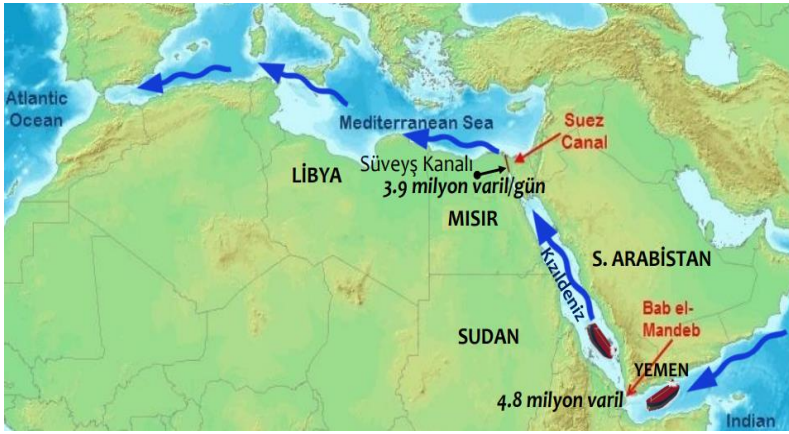 Atlantic
Ocean
Mediterranean Sea
Suez
Canal
Süveyş Kanalı
3.9 milyon varil/gün
LİBYA
MISIR
S. ARABİSTAN
Kızıldeniz
Bab el-
Mandeb
SUDAN
YEMEN
4.8 milyon varil
Indian